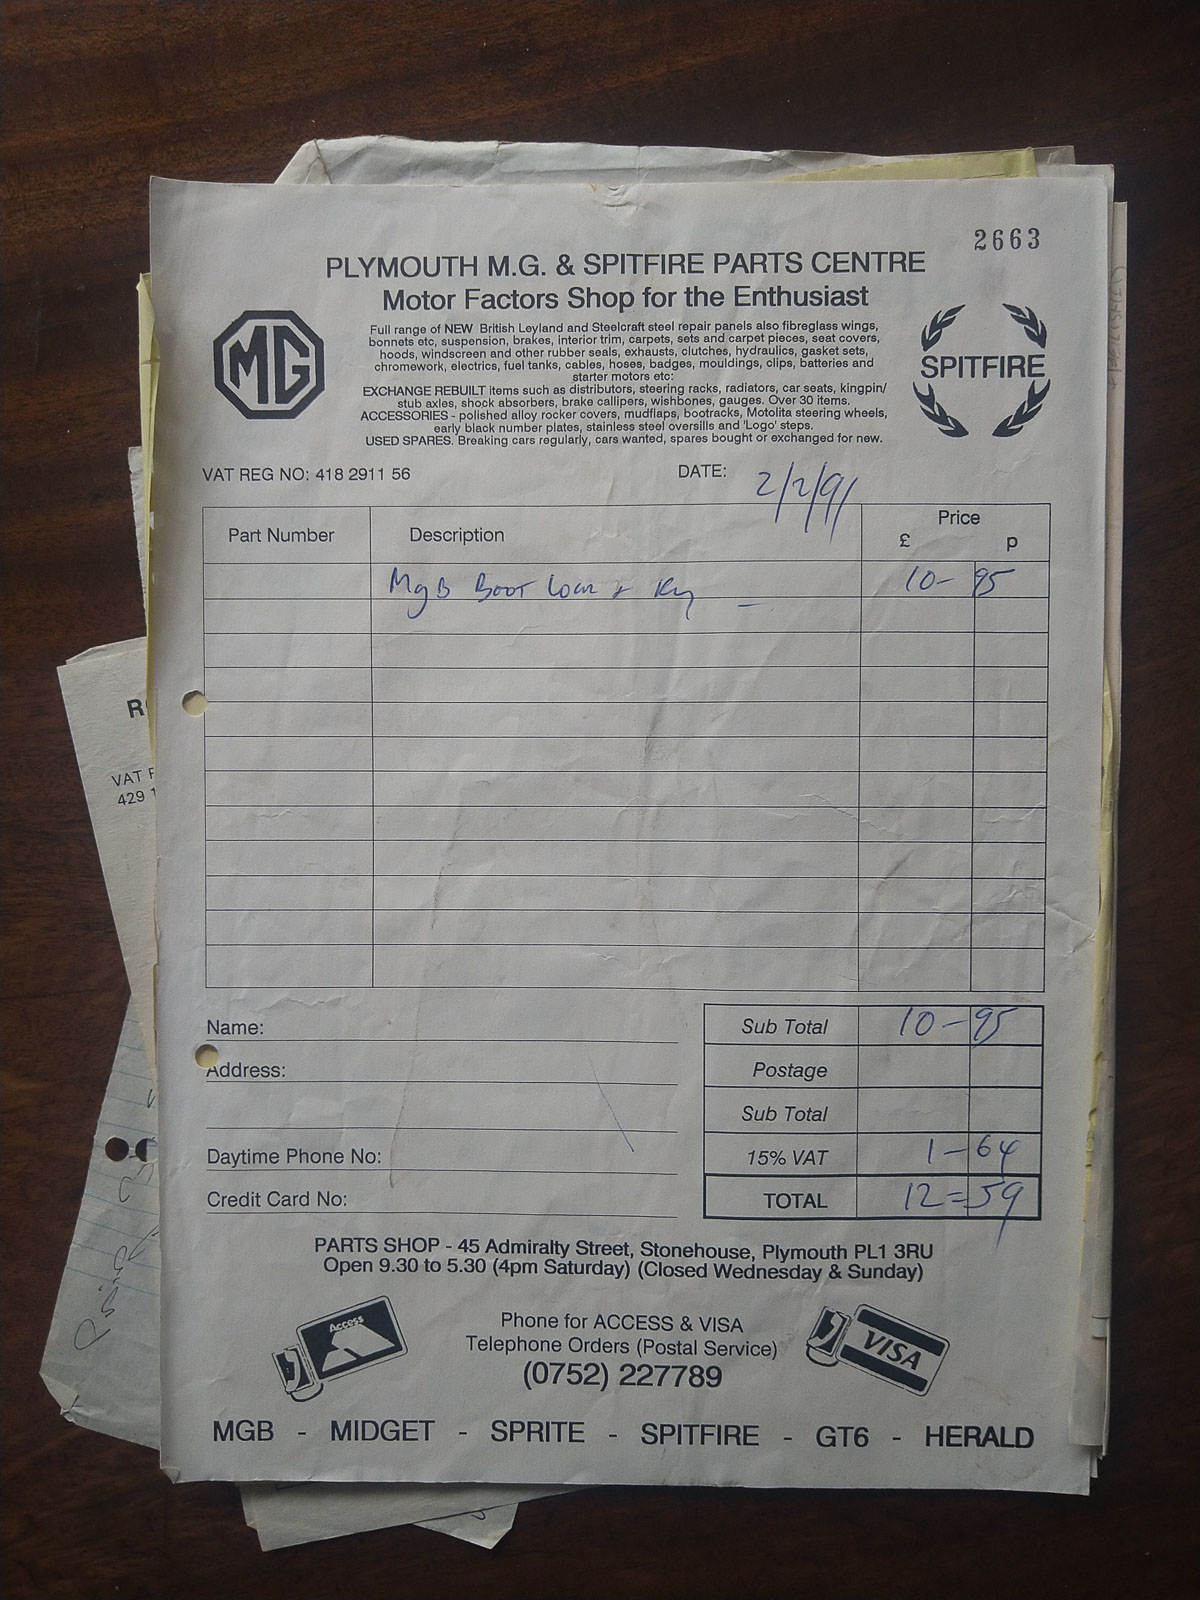 2663
PLYMOUTH M.G. & SPITFIRE PARTS CENTRE
Motor Factors Shop for the Enthusiast
MG
SPITFIRE
Full range of NEW British Leyland and Steelcraft steel repair panels also fibreglass wings,
bonnets etc, suspension, brakes, interior trim, carpets, sets and carpet pieces, seat covers,
hoods, windscreen and other rubber seals, exhausts, clutches, hydraulics, gasket sets,
chromework, electrics, fuel tanks, cables, hoses, badges, mouldings, clips, batteries and
starter motors etc:
EXCHANGE REBUILT items such as distributors, steering racks, radiators, car seats, kingpin/
stub axles, shock absorbers, brake callipers, wishbones, gauges. Over 30 items.
ACCESSORIES - polished alloy rocker covers, mudflaps, bootracks, Motolita steering wheels,
early black number plates, stainless steel oversills and 'Logo' steps.
USED SPARES. Breaking cars regularly, cars wanted, spares bought or exchanged for new.
VAT REG NO: 418 2911 56 DATE: 2/2/91
Part Number Description Price
£ p
MgB Boot Lock + Key 10-95
Name:
Address:
Daytime Phone No:
Credit Card No:
Sub Total 10-95
Postage
Sub Total
15% VAT 1-64
TOTAL 12=59
PARTS SHOP - 45 Admiralty Street, Stonehouse, Plymouth PL1 3RU
Open 9.30 to 5.30 (4pm Saturday) (Closed Wednesday & Sunday)
Access
Phone for ACCESS & VISA
Telephone Orders (Postal Service)
(0752) 227789
VISA
MGB - MIDGET - SPRITE - SPITFIRE - GT6 - HERALD
VAT
429